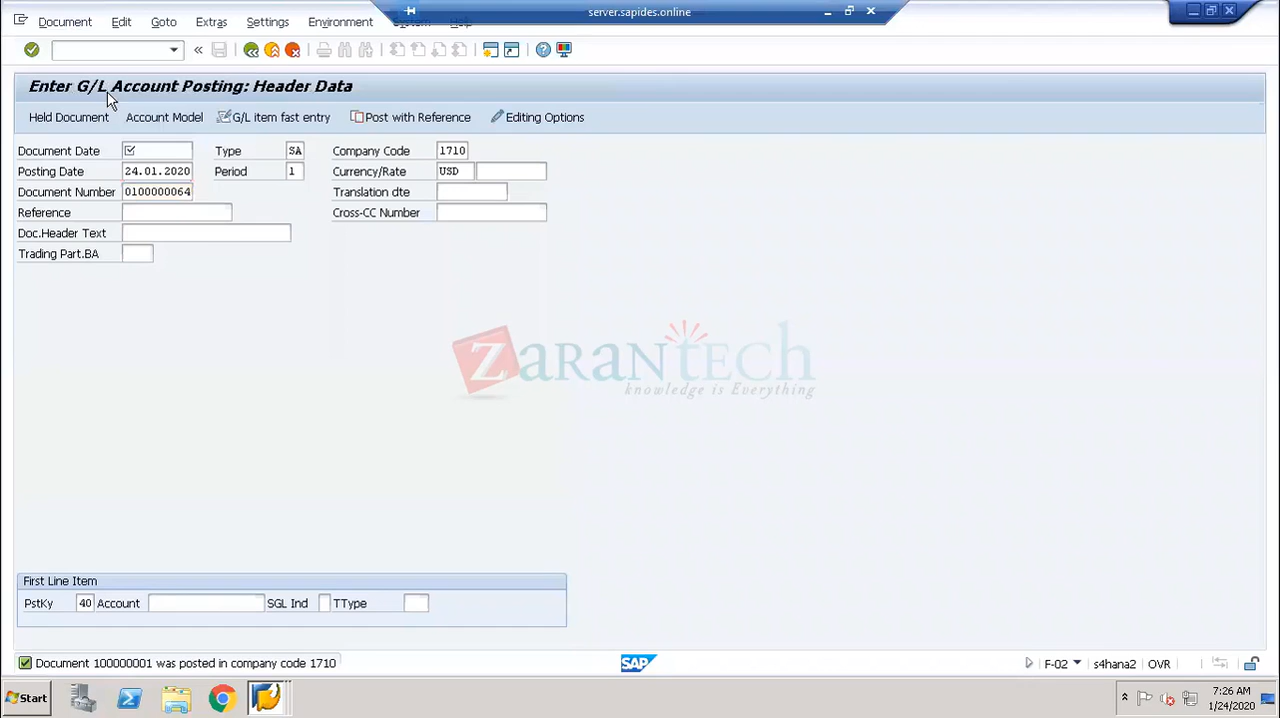 server.sapides.online
Document Edit Goto Extras Settings Environment System Help
Enter G/L Account Posting: Header Data
Held Document Account Model G/L item fast entry Post with Reference Editing Options
Document Date Type SA Company Code 1710
Posting Date 24.01.2020 Period 1 Currency/Rate USD
Document Number 0100000064 Translation dte
Reference Cross-CC Number
Doc.Header Text
Trading Part.BA
ZaranTech
knowledge is Everything
First Line Item
PstKy 40 Account SGL Ind TType
Document 100000001 was posted in company code 1710 SAP F-02 s4hana2 OVR
Start 7:26 AM
1/24/2020